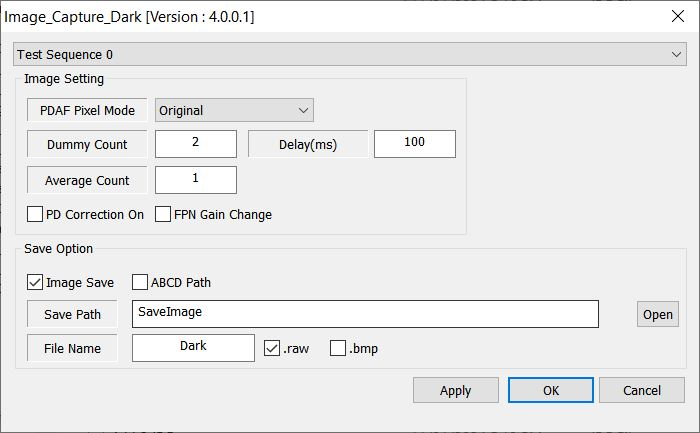 Image_Capture_Dark [Version : 4.0.0.1]
Test Sequence 0
Image Setting
PDAF Pixel Mode Original
Dummy Count 2 Delay(ms) 100
Average Count 1
PD Correction On FPN Gain Change
Save Option
Image Save ABCD Path
Save Path SaveImage Open
File Name Dark .raw .bmp
Apply OK Cancel